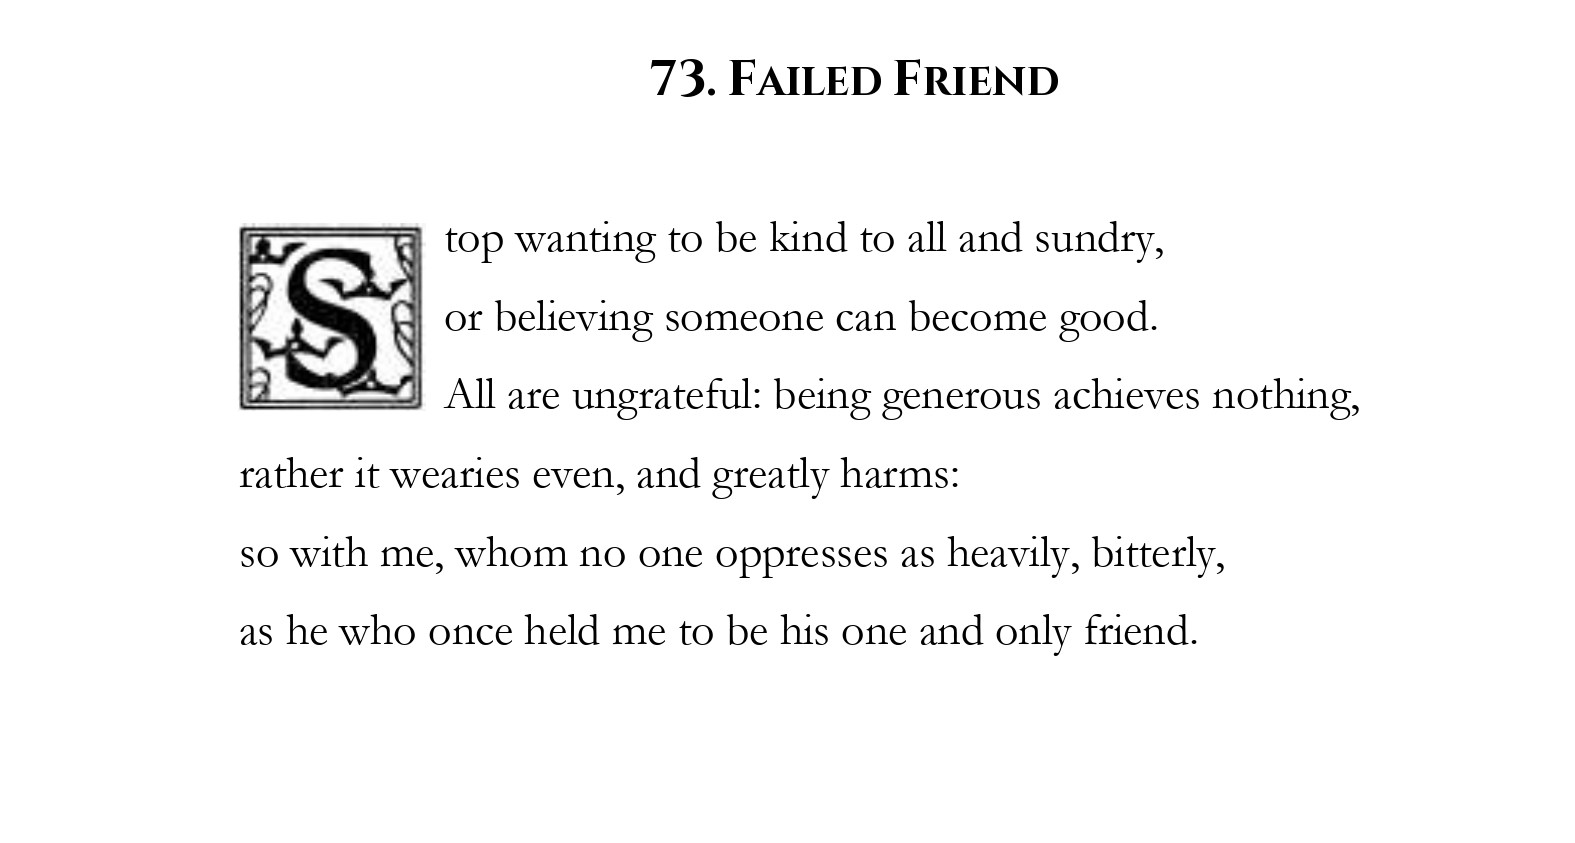 73. FAILED FRIEND
Stop wanting to be kind to all and sundry,
or believing someone can become good.
All are ungrateful: being generous achieves nothing,
rather it wearies even, and greatly harms:
so with me, whom no one oppresses as heavily, bitterly,
as he who once held me to be his one and only friend.